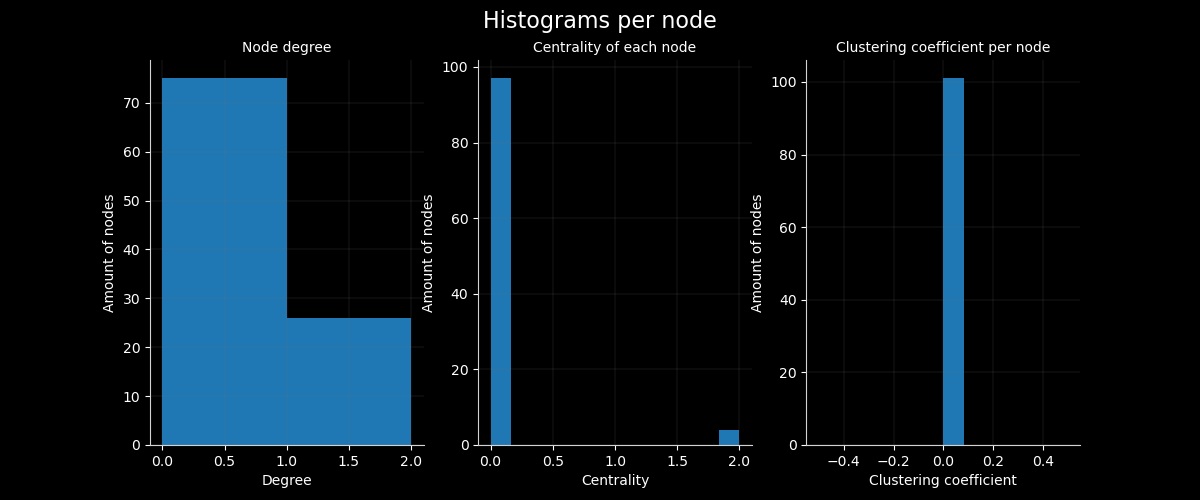 Histograms per node
Node degree
Centrality of each node
Clustering coefficient per node
Amount of nodes
70
60
50
40
30
20
10
0
0.0 0.5 1.0 1.5 2.0
Degree
Amount of nodes
100
80
60
40
20
0
0.0 0.5 1.0 1.5 2.0
Centrality
Amount of nodes
100
80
60
40
20
0
−0.4 −0.2 0.0 0.2 0.4
Clustering coefficient